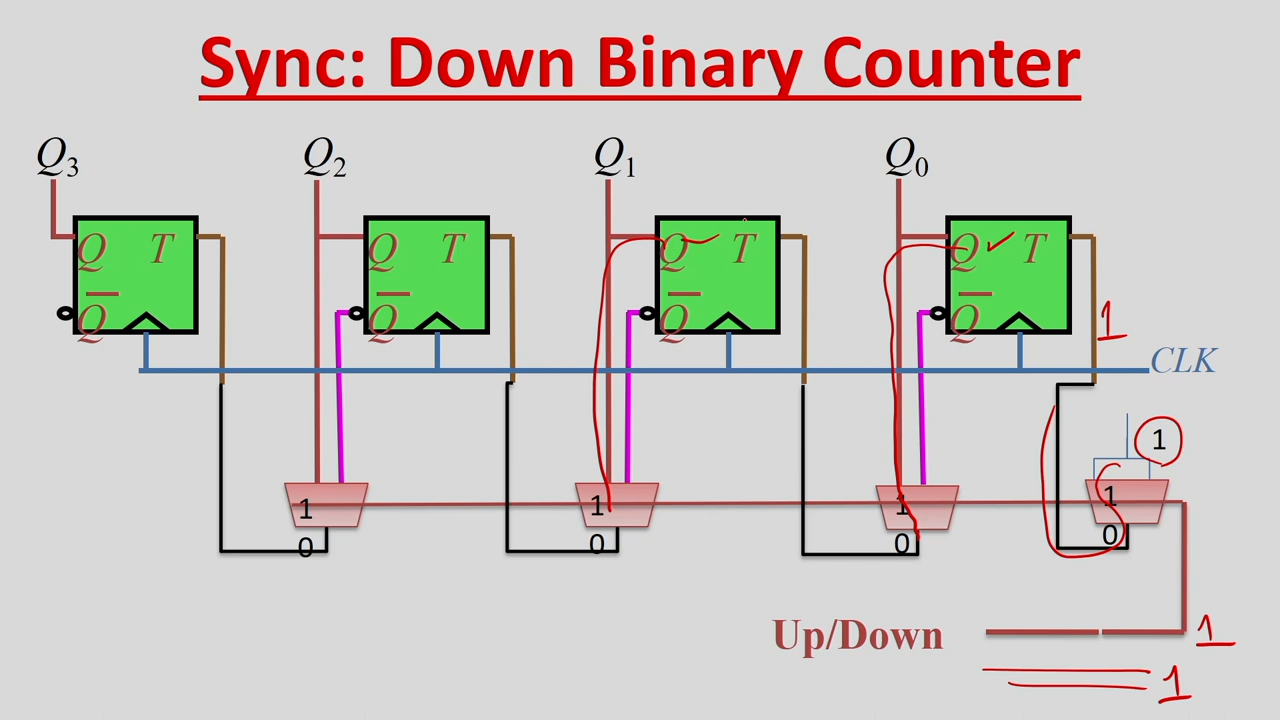 Sync: Down Binary Counter
Q3 Q2 Q1 Q0
Q T Q T Q T Q T
Q̅ Q̅ Q̅ Q̅ 1
CLK
1
1 1 1 1
0 0 0 0
Up/Down 1
1